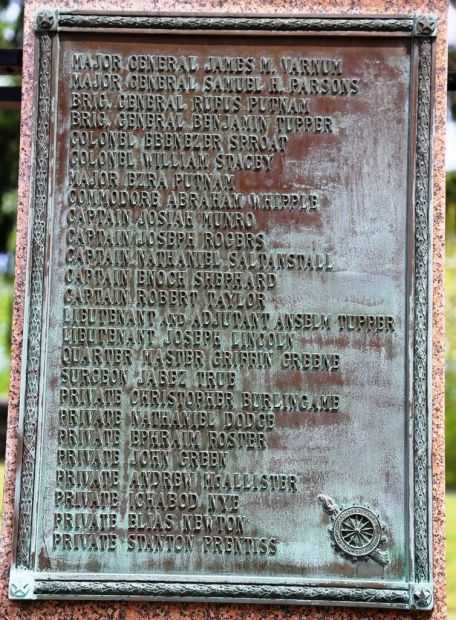 MAJOR GENERAL JAMES M. VARNUM
MAJOR GENERAL SAMUEL H. PARSONS
BRIG. GENERAL RUFUS PUTNAM
BRIG. GENERAL BENJAMIN TUPPER
COLONEL EBENEZER SPROAT
COLONEL WILLIAM STACEY
MAJOR EZRA PUTNAM
COMMODORE ABRAHAM WHIPPLE
CAPTAIN JOSIAH MUNRO
CAPTAIN JOSEPH ROGERS
CAPTAIN NATHANIEL SALTANSTALL
CAPTAIN ENOCH SHEPHARD
CAPTAIN ROBERT TAYLOR
LIEUTENANT AND ADJUTANT ANSELM TUPPER
LIEUTENANT JOSEPH LINCOLN
QUARTER MASTER GRIFFIN GREENE
SURGEON JABEZ TRUE
PRIVATE CHRISTOPHER BURLINGAME
PRIVATE NATHANIEL DODGE
PRIVATE EPHRAIM FOSTER
PRIVATE JOHN GREEN
PRIVATE ANDREW McALLISTER
PRIVATE ICHABOD NYE
PRIVATE ELIAS NEWTON
PRIVATE STANTON PRENTISS